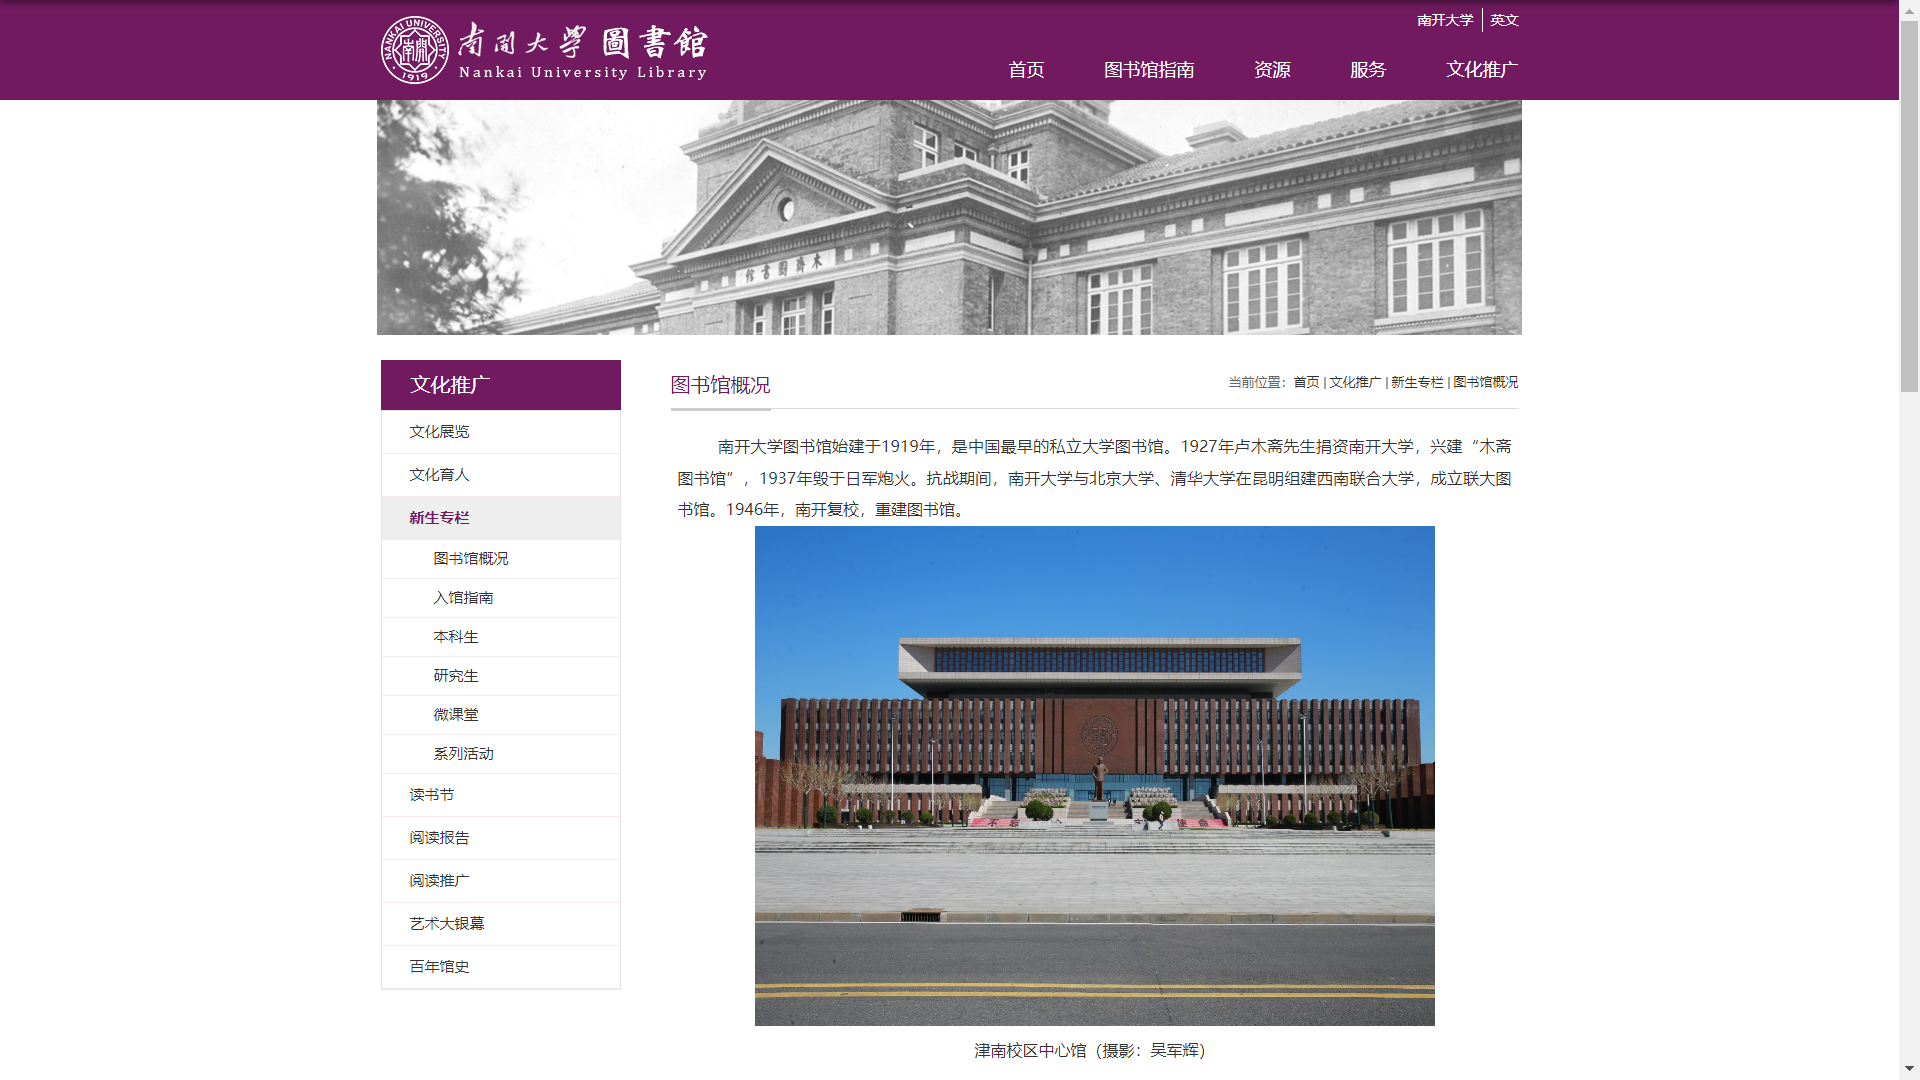 南开大学 圖書館
Nankai University Library
NANKAI UNIVERSITY
南開
1919
南开大学 英文
首页 图书馆指南 资源 服务 文化推广
館書圖齋木
文化推广
文化展览
文化育人
新生专栏
图书馆概况
入馆指南
本科生
研究生
微课堂
系列活动
读书节
阅读报告
阅读推广
艺术大银幕
百年馆史
图书馆概况
当前位置：首页 | 文化推广 | 新生专栏 | 图书馆概况
南开大学图书馆始建于1919年，是中国最早的私立大学图书馆。1927年卢木斋先生捐资南开大学，兴建“木斋
图书馆”，1937年毁于日军炮火。抗战期间，南开大学与北京大学、清华大学在昆明组建西南联合大学，成立联大图
书馆。1946年，南开复校，重建图书馆。
不忘
使命
津南校区中心馆（摄影：吴军辉）